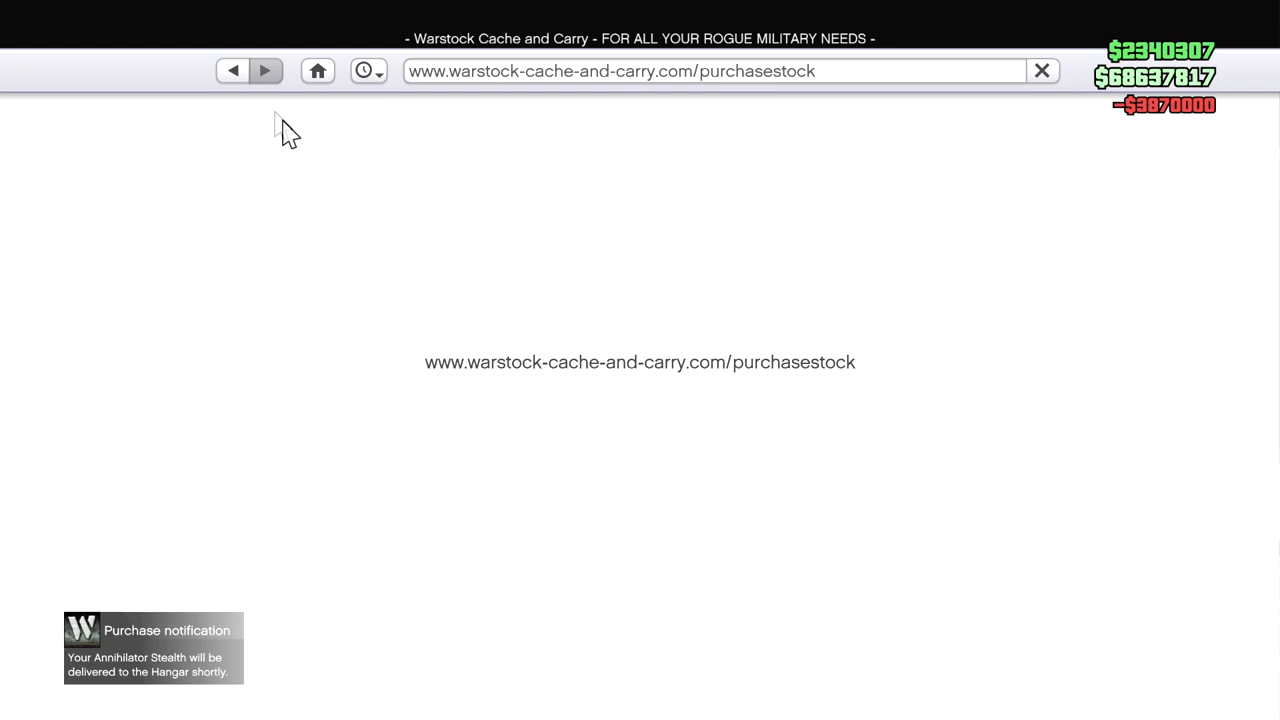 - Warstock Cache and Carry - FOR ALL YOUR ROGUE MILITARY NEEDS -
www.warstock-cache-and-carry.com/purchasestock
$2340307
$68637817
-$3870000
www.warstock-cache-and-carry.com/purchasestock
W
Purchase notification
Your Annihilator Stealth will be
delivered to the Hangar shortly.